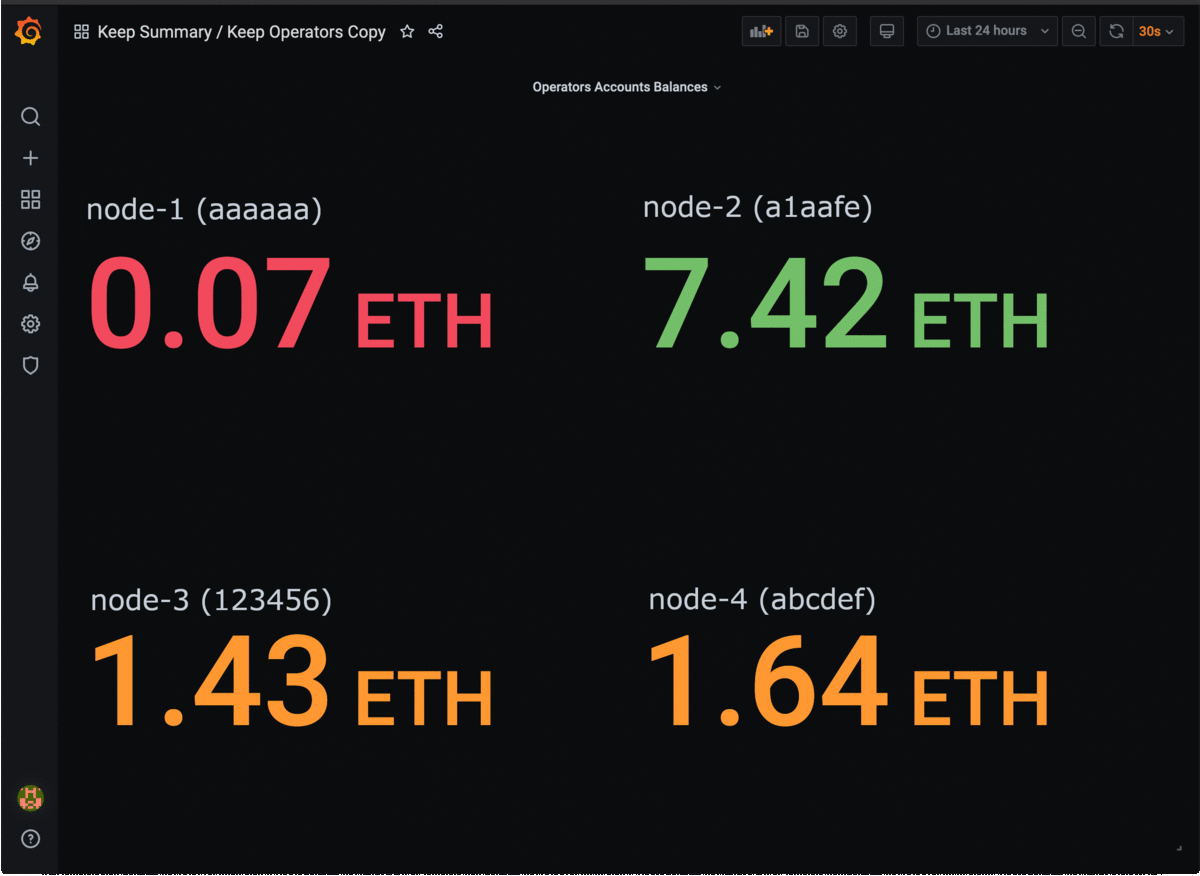 Keep Summary / Keep Operators Copy
Last 24 hours
30s
Operators Accounts Balances
node-1 (aaaaaa)
0.07 ETH
node-2 (a1aafe)
7.42 ETH
node-3 (123456)
1.43 ETH
node-4 (abcdef)
1.64 ETH